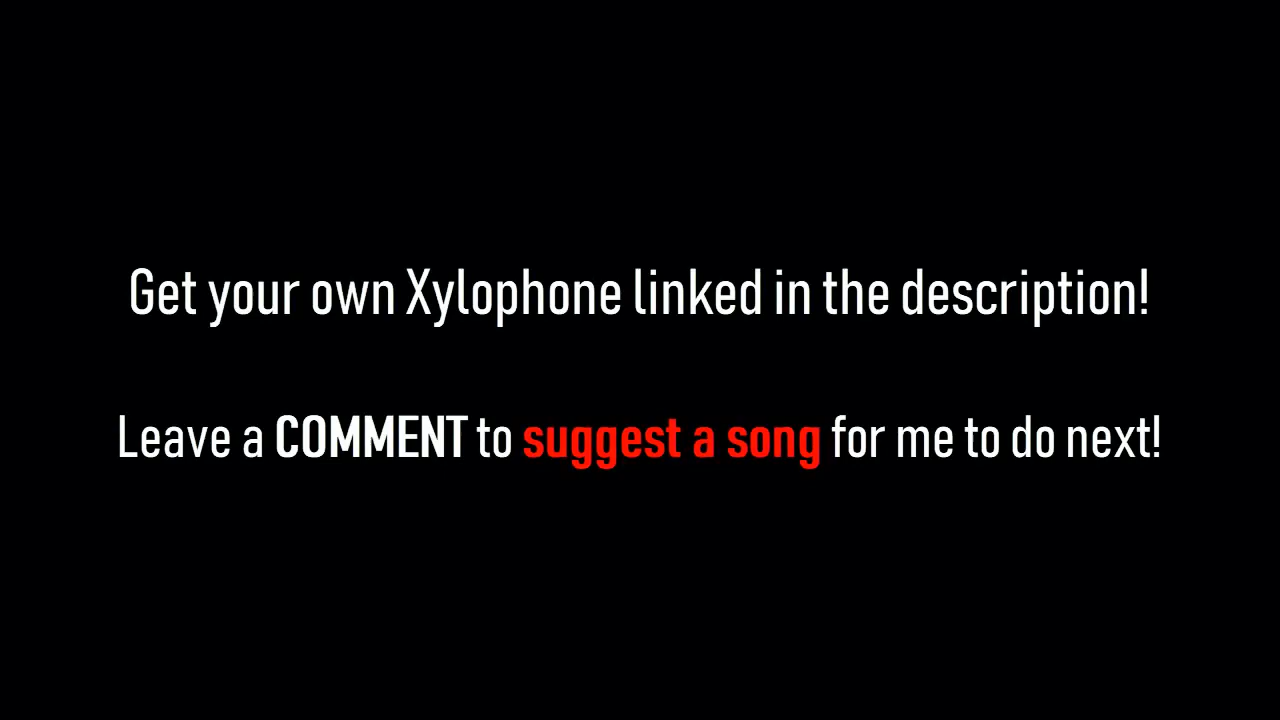 Get your own Xylophone linked in the description!
Leave a COMMENT to suggest a song for me to do next!